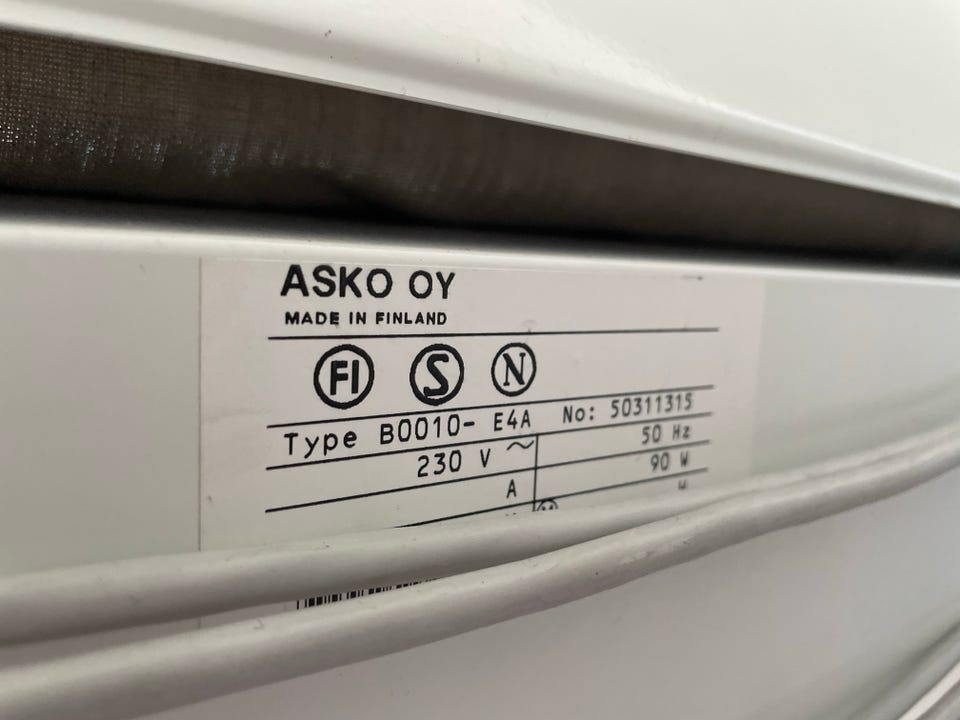 ASKO OY
MADE IN FINLAND
FI S N
Type B0010- E4A No: 50311315
230 V ~ 50 Hz
A 90 W